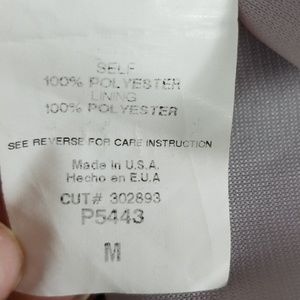 SELF
100% POLYESTER
LINING
100% POLYESTER
SEE REVERSE FOR CARE INSTRUCTION
Made in U.S.A.
Hecho en E.U.A
CUT# 302893
P5443
M